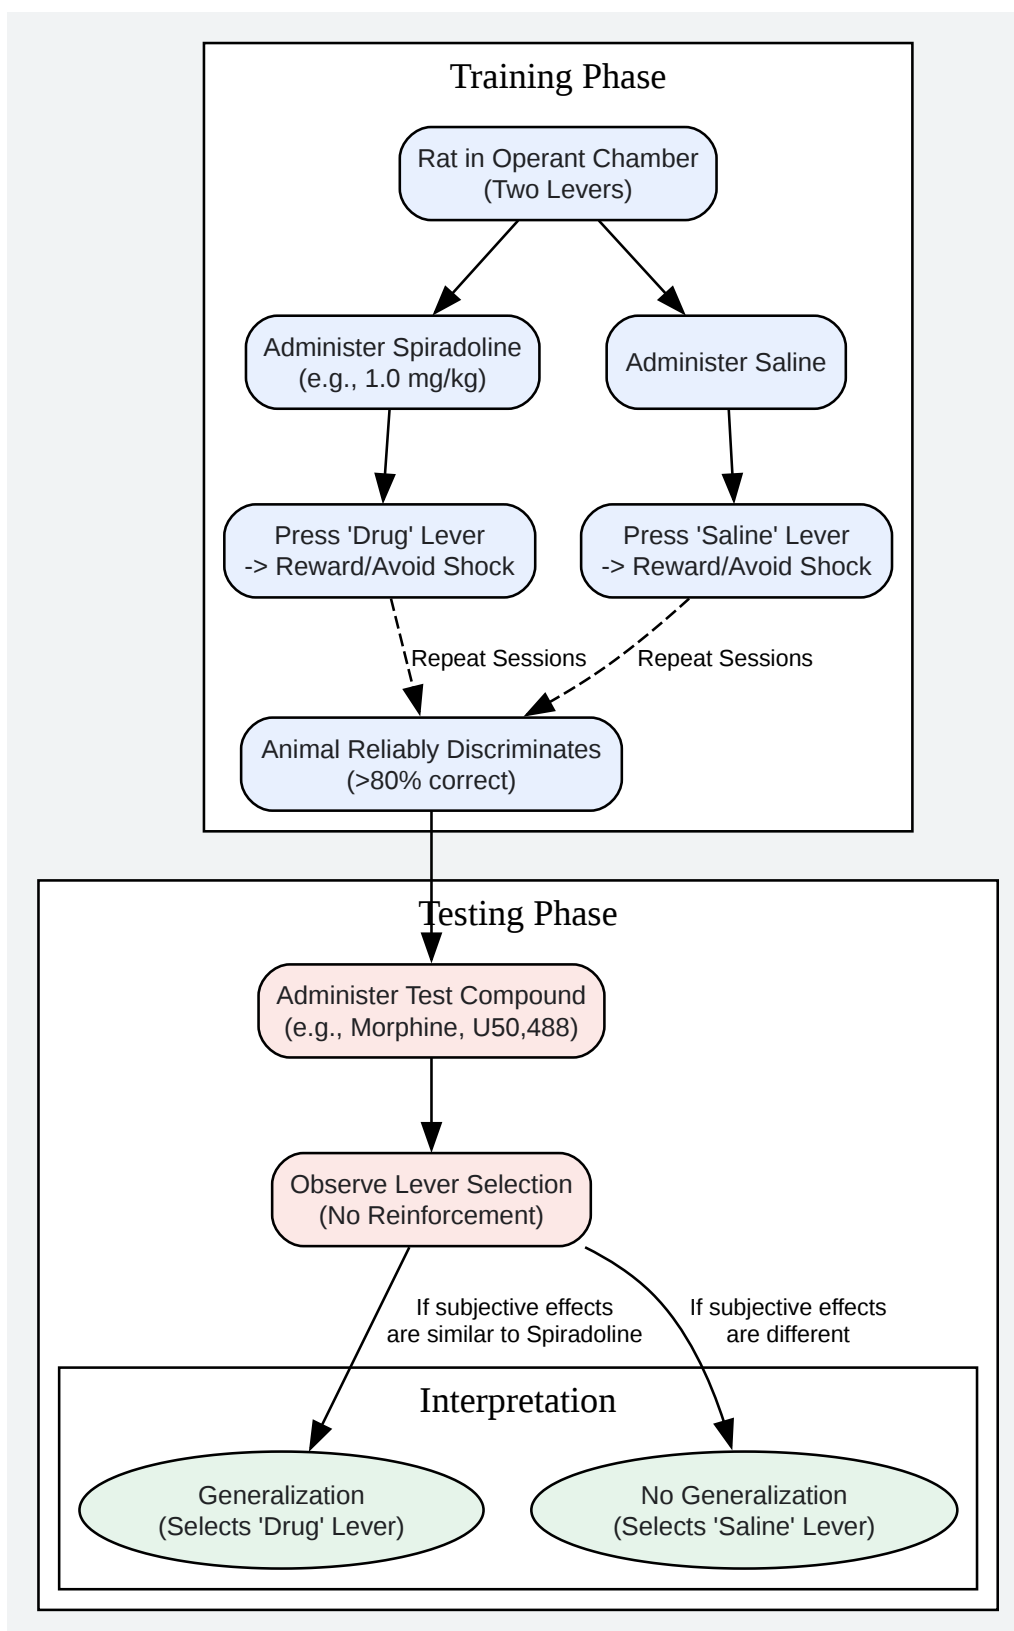 Training Phase
Rat in Operant Chamber
(Two Levers)
Administer Spiradoline
(e.g., 1.0 mg/kg)
Administer Saline
Press 'Drug' Lever
-> Reward/Avoid Shock
Press 'Saline' Lever
-> Reward/Avoid Shock
Repeat Sessions
Repeat Sessions
Animal Reliably Discriminates
(>80% correct)
Testing Phase
Administer Test Compound
(e.g., Morphine, U50,488)
Observe Lever Selection
(No Reinforcement)
If subjective effects
are similar to Spiradoline
If subjective effects
are different
Interpretation
Generalization
(Selects 'Drug' Lever)
No Generalization
(Selects 'Saline' Lever)